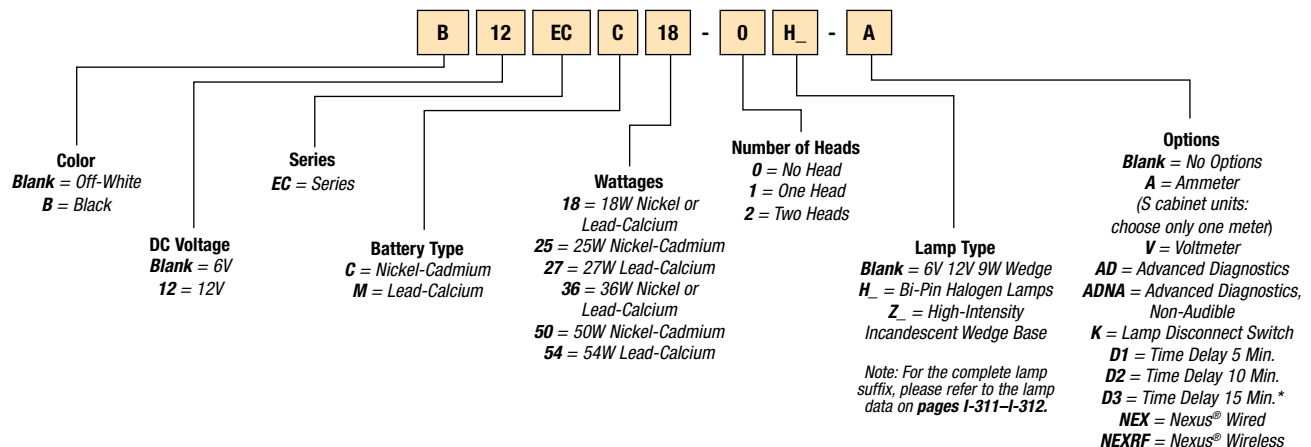 B 12 EC C 18 - 0 H_ - A
Color
Blank = Off-White
B = Black
DC Voltage
Blank = 6V
12 = 12V
Series
EC = Series
Battery Type
C = Nickel-Cadmium
M = Lead-Calcium
Wattages
18 = 18W Nickel or
Lead-Calcium
25 = 25W Nickel-Cadmium
27 = 27W Lead-Calcium
36 = 36W Nickel or
Lead-Calcium
50 = 50W Nickel-Cadmium
54 = 54W Lead-Calcium
Number of Heads
0 = No Head
1 = One Head
2 = Two Heads
Lamp Type
Blank = 6V 12V 9W Wedge
H_ = Bi-Pin Halogen Lamps
Z_ = High-Intensity
Incandescent Wedge Base
Note: For the complete lamp
suffix, please refer to the lamp
data on pages I-311–I-312.
Options
Blank = No Options
A = Ammeter
(S cabinet units:
choose only one meter)
V = Voltmeter
AD = Advanced Diagnostics
ADNA = Advanced Diagnostics,
Non-Audible
K = Lamp Disconnect Switch
D1 = Time Delay 5 Min.
D2 = Time Delay 10 Min.
D3 = Time Delay 15 Min.*
NEX = Nexus® Wired
NEXRF = Nexus® Wireless